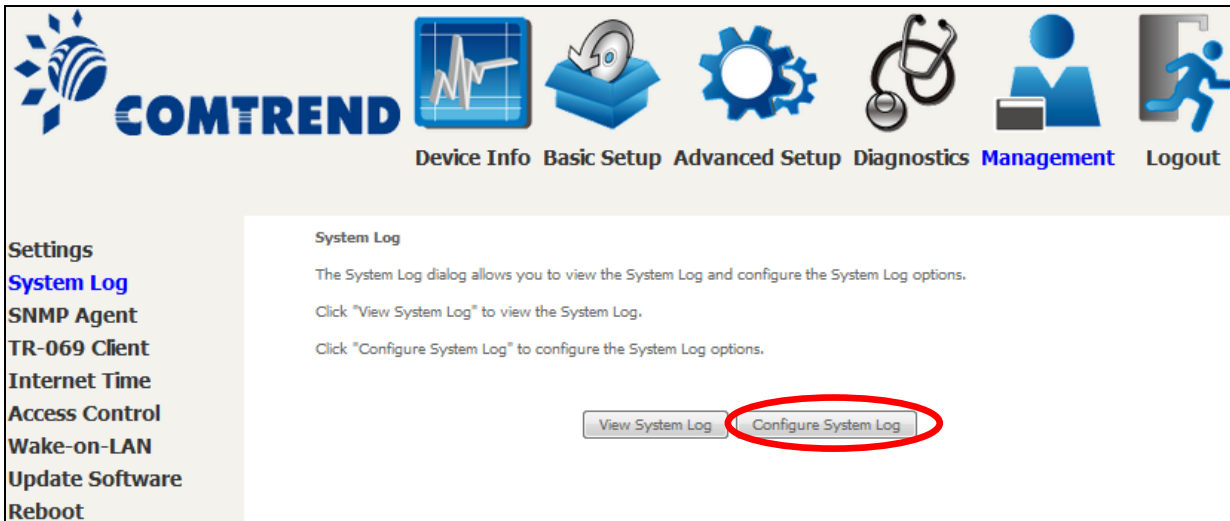 COMTREND
Device Info Basic Setup Advanced Setup Diagnostics Management Logout
Settings
System Log
SNMP Agent
TR-069 Client
Internet Time
Access Control
Wake-on-LAN
Update Software
Reboot
System Log
The System Log dialog allows you to view the System Log and configure the System Log options.
Click "View System Log" to view the System Log.
Click "Configure System Log" to configure the System Log options.
View System Log Configure System Log